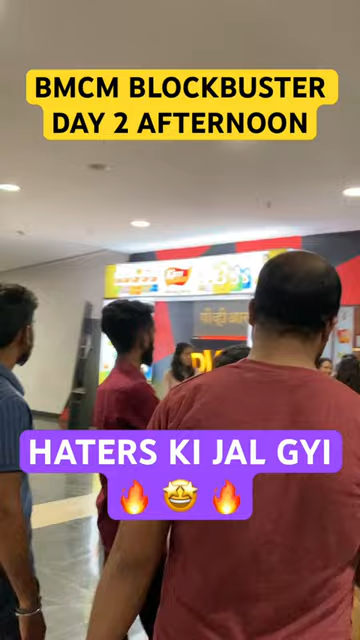 BMCM BLOCKBUSTER
DAY 2 AFTERNOON
HATERS KI JAL GYI
🔥 🤩 🔥